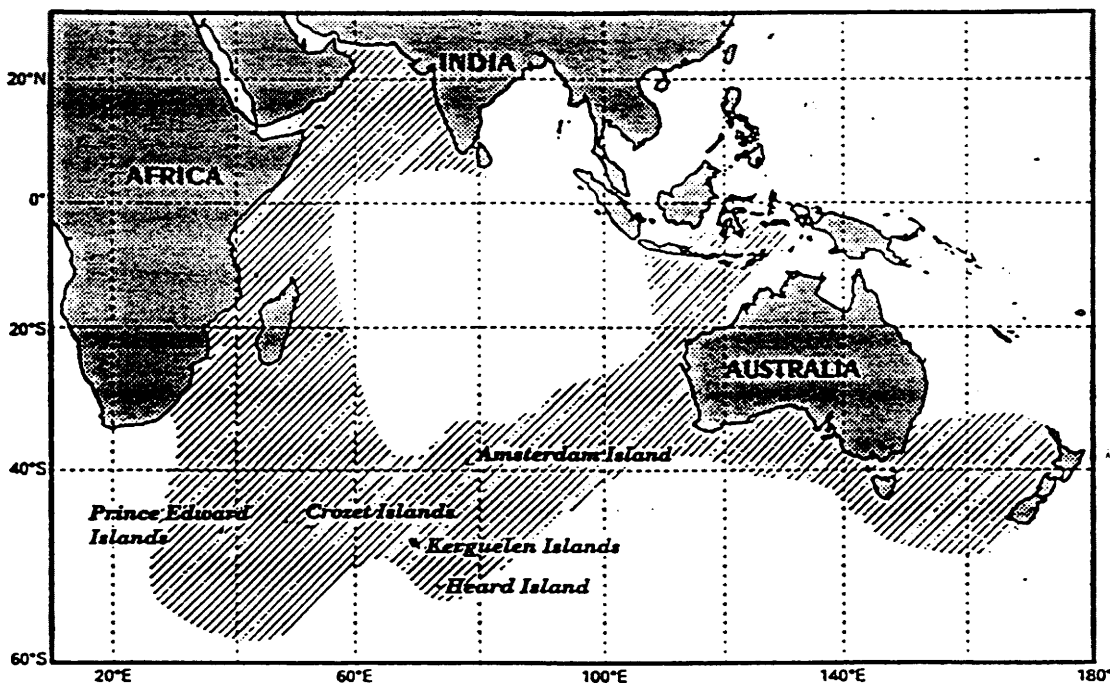 INDIA
20°N
AFRICA
0°
20°S
AUSTRALIA
Amsterdam Island
40°S
Prince Edward
Islands
Crozet Islands
Kerguelen Islands
Heard Island
60°S
20°E
60°E
100°E
140°E
180°